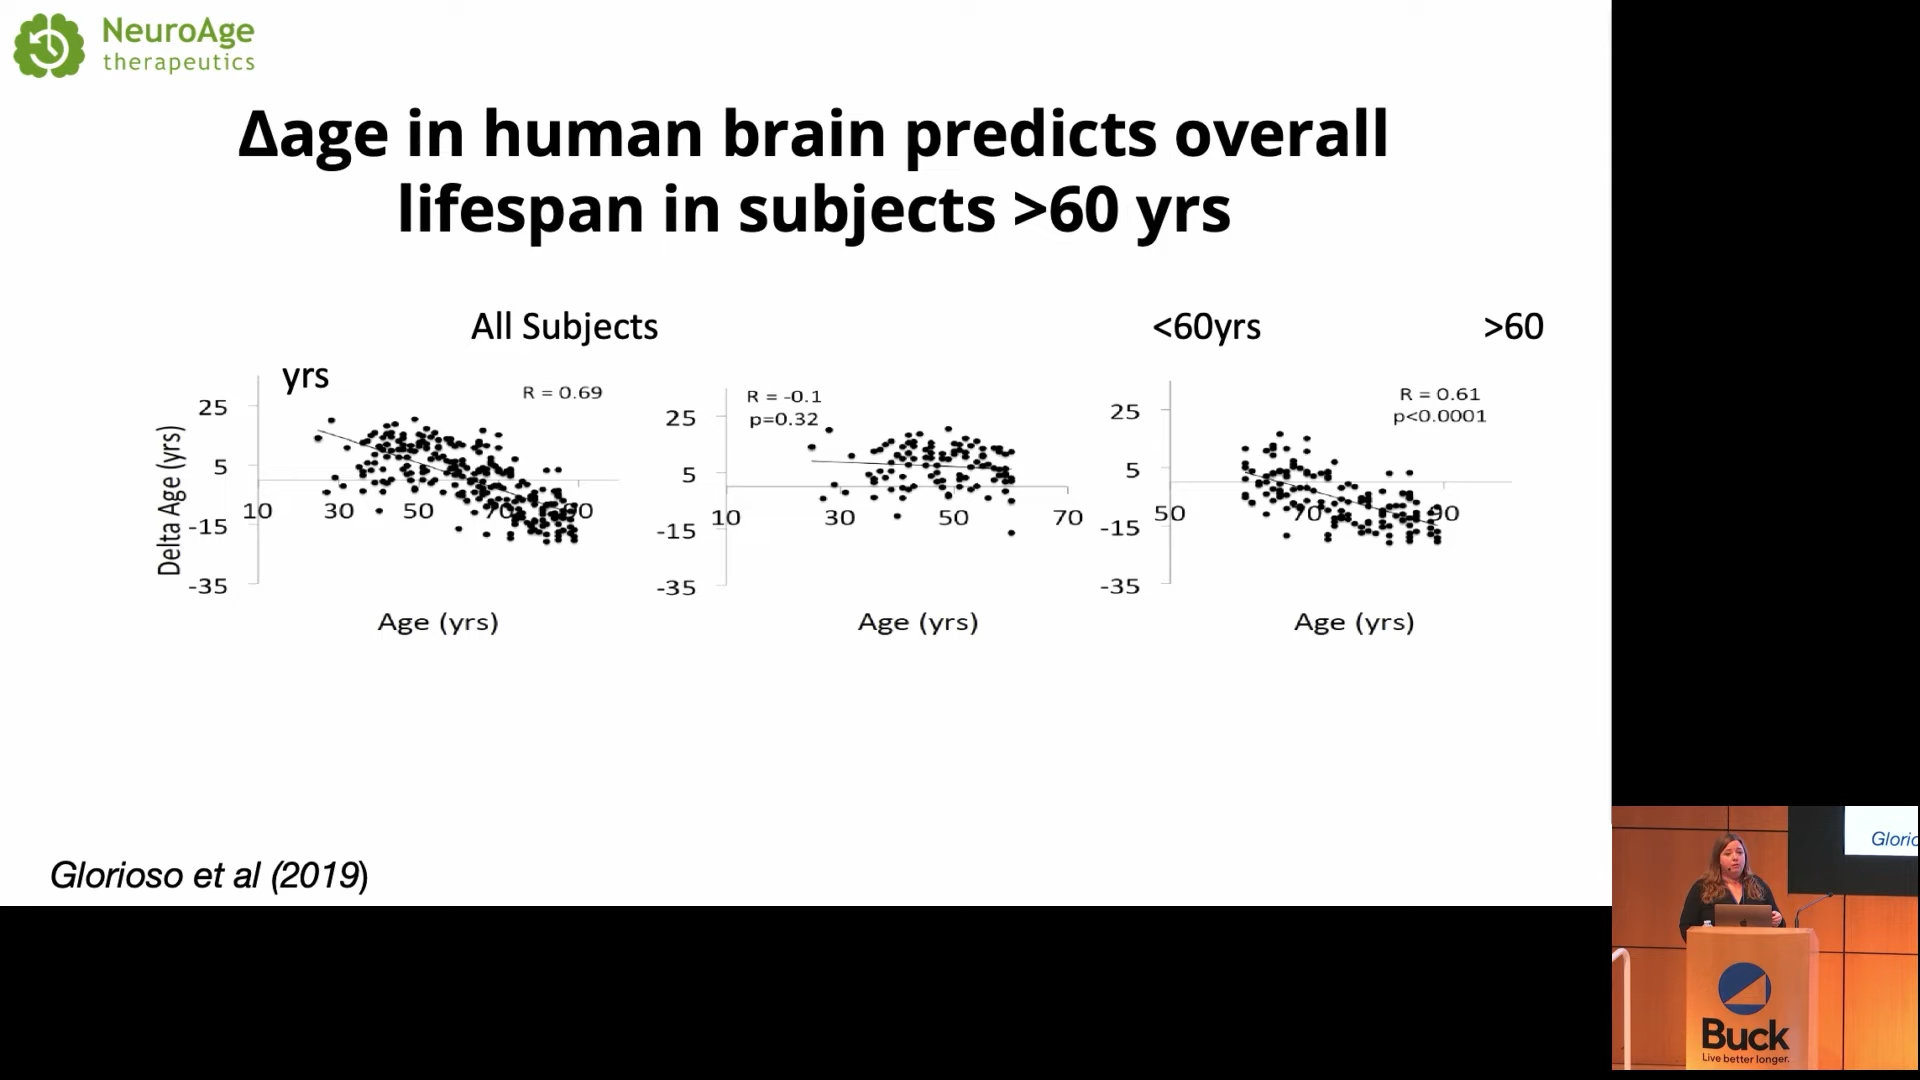 NeuroAge
therapeutics
Δage in human brain predicts overall
lifespan in subjects >60 yrs
All Subjects
<60yrs
>60
yrs
R = 0.69
25
5
-15
-35
10
30
50
70
90
Delta Age (yrs)
Age (yrs)
R = -0.1
p=0.32
25
5
-15
-35
10
30
50
70
Age (yrs)
R = 0.61
p<0.0001
25
5
-15
-35
50
70
90
Age (yrs)
Glorioso et al (2019)
Glorio
Buck
Live better longer.